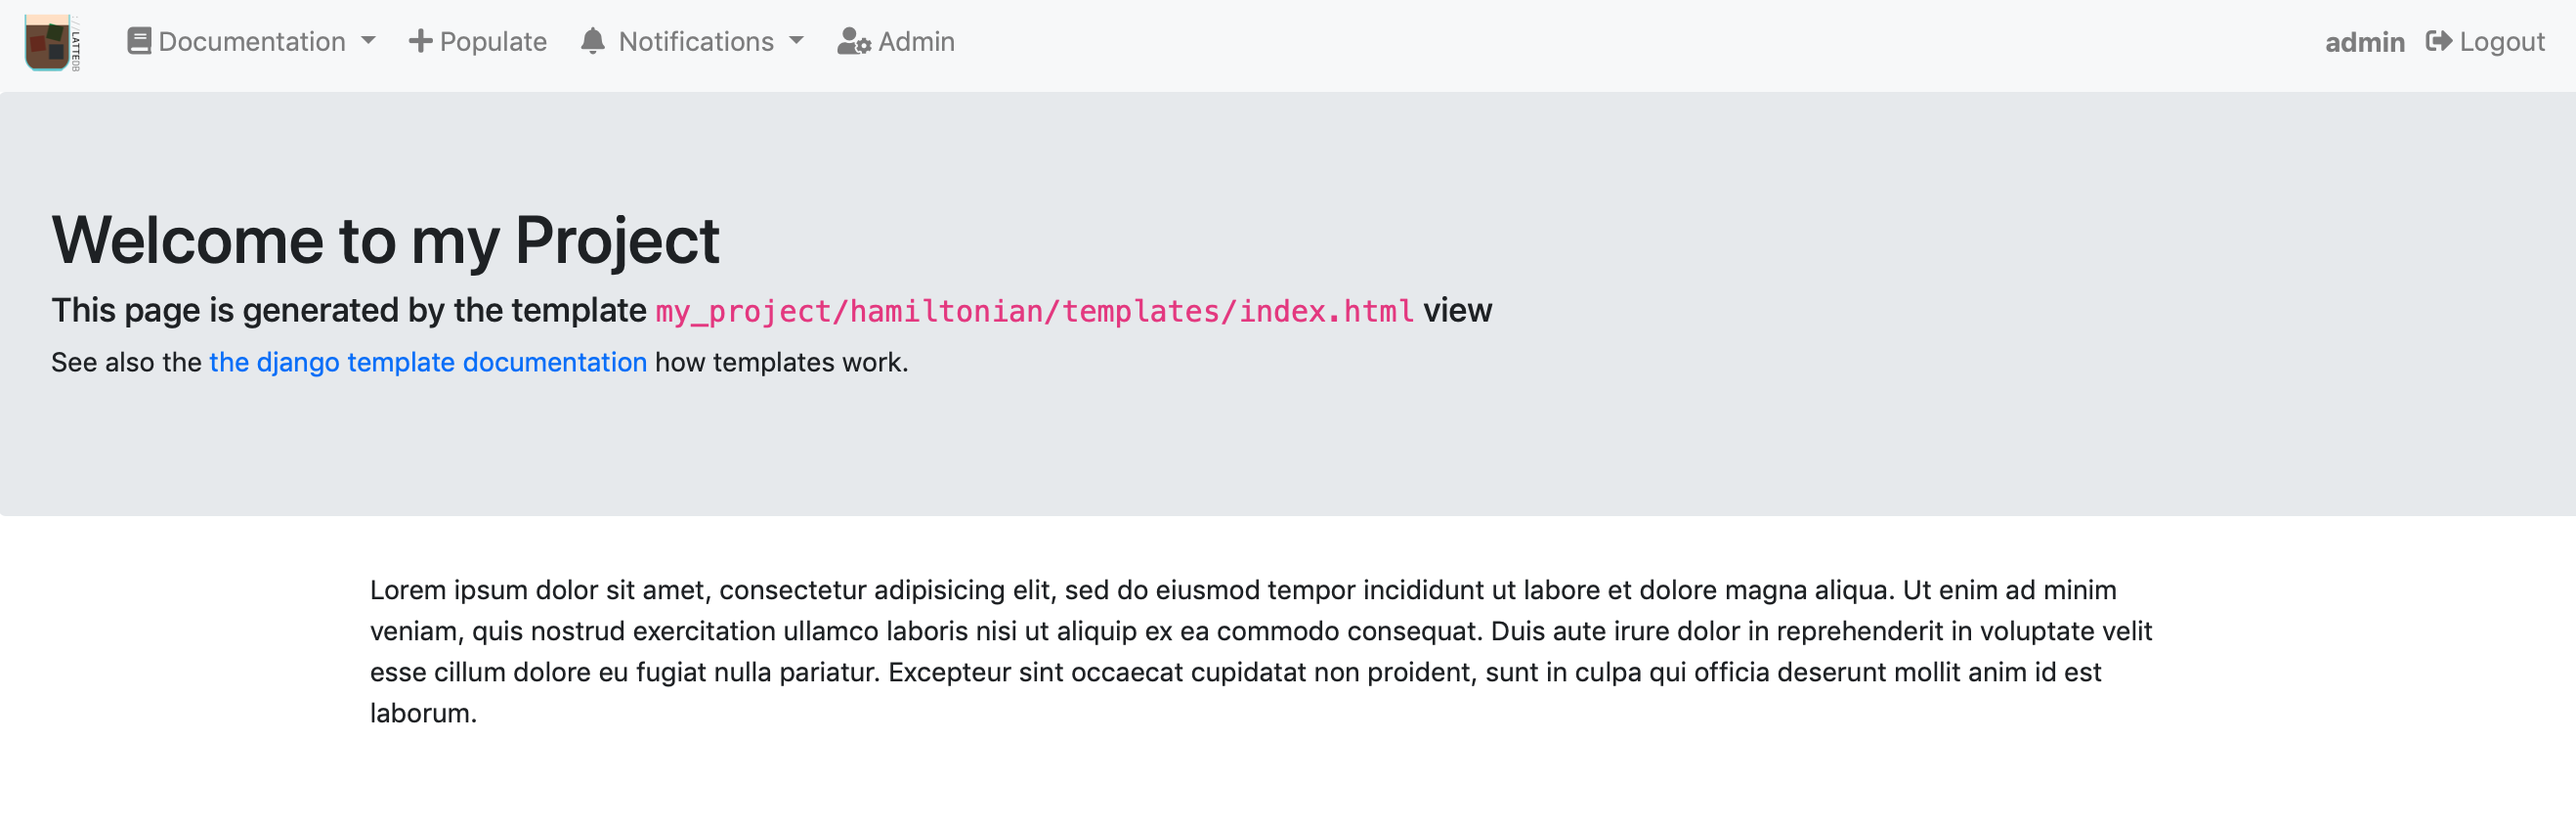 ://LATTEDB
Documentation Populate Notifications Admin admin Logout
Welcome to my Project
This page is generated by the template my_project/hamiltonian/templates/index.html view
See also the the django template documentation how templates work.
Lorem ipsum dolor sit amet, consectetur adipisicing elit, sed do eiusmod tempor incididunt ut labore et dolore magna aliqua. Ut enim ad minim
veniam, quis nostrud exercitation ullamco laboris nisi ut aliquip ex ea commodo consequat. Duis aute irure dolor in reprehenderit in voluptate velit
esse cillum dolore eu fugiat nulla pariatur. Excepteur sint occaecat cupidatat non proident, sunt in culpa qui officia deserunt mollit anim id est
laborum.